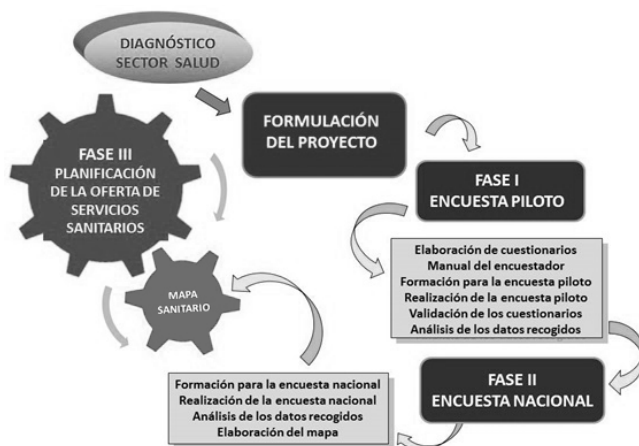 DIAGNÓSTICO
SECTOR SALUD
FORMULACIÓN
DEL PROYECTO
FASE I
ENCUESTA PILOTO
Elaboración de cuestionarios
Manual del encuestador
Formación para la encuesta piloto
Realización de la encuesta piloto
Validación de los cuestionarios
Análisis de los datos recogidos
FASE II
ENCUESTA NACIONAL
Formación para la encuesta nacional
Realización de la encuesta nacional
Análisis de los datos recogidos
Elaboración del mapa
MAPA
SANITARIO
FASE III
PLANIFICACIÓN
DE LA OFERTA DE
SERVICIOS
SANITARIOS